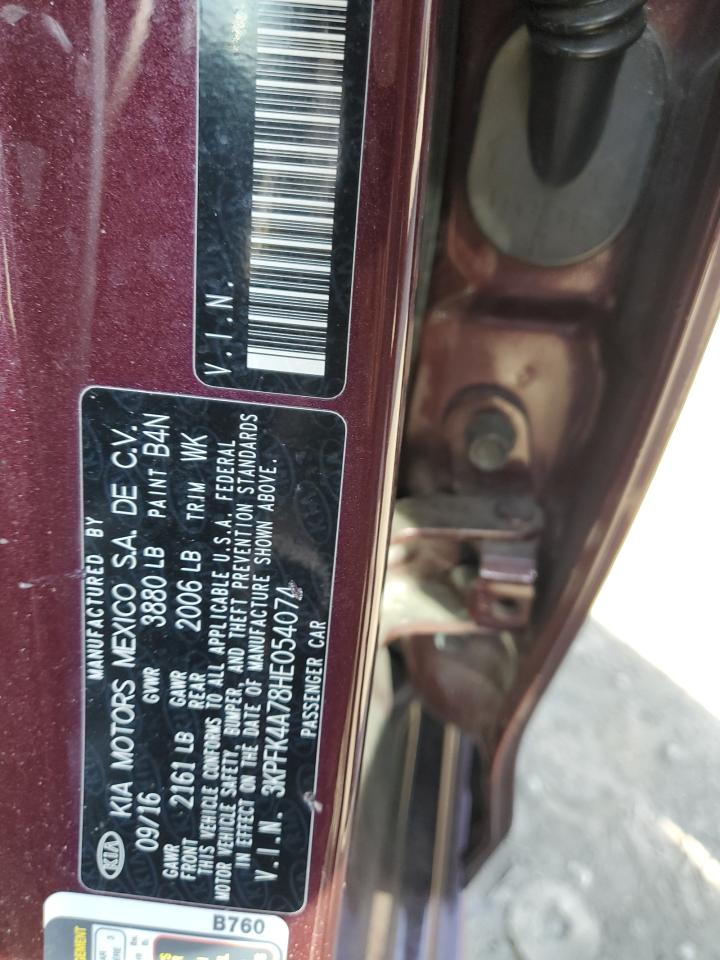 V.I.N.
MANUFACTURED BY
KIA KIA MOTORS MEXICO S.A. DE C.V.
09/16 GVWR 3880 LB PAINT B4N
GAWR FRONT 2161 LB GAWR REAR 2006 LB TRIM WK
THIS VEHICLE CONFORMS TO ALL APPLICABLE U.S.A. FEDERAL
MOTOR VEHICLE SAFETY, BUMPER, AND THEFT PREVENTION STANDARDS
IN EFFECT ON THE DATE OF MANUFACTURE SHOWN ABOVE.
V.I.N. 3KPFK4A78HE054074
PASSENGER CAR
B760